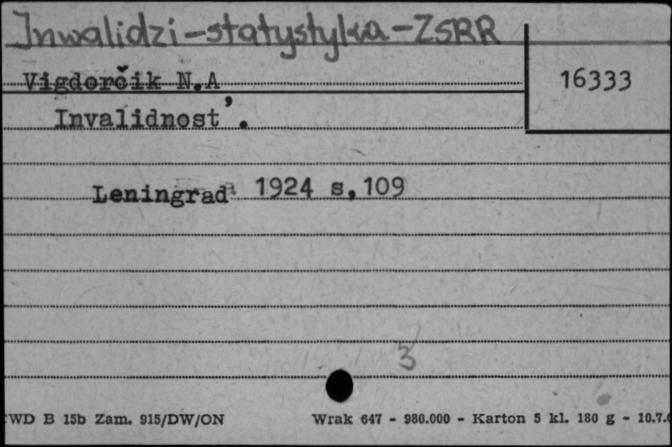 Inwalidzi-statystyka-ZSRR
Vigdorčik N.A
16333
Invalidnost'.
Leningrad 1924 s,109
3
WD B 15b Zam. 915/DW/ON Wrak 647 - 980.000 - Karton 5 kl. 180 g - 10.7.6